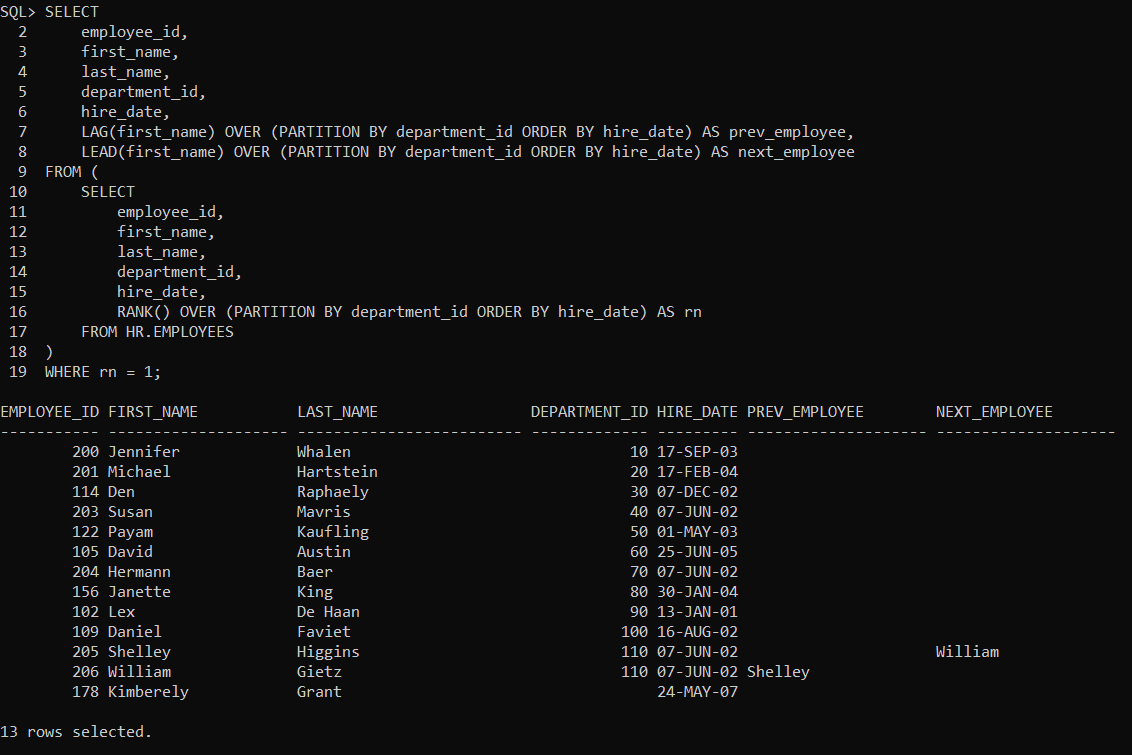 SQL> SELECT
  2      employee_id,
  3      first_name,
  4      last_name,
  5      department_id,
  6      hire_date,
  7      LAG(first_name) OVER (PARTITION BY department_id ORDER BY hire_date) AS prev_employee,
  8      LEAD(first_name) OVER (PARTITION BY department_id ORDER BY hire_date) AS next_employee
  9  FROM (
 10      SELECT
 11          employee_id,
 12          first_name,
 13          last_name,
 14          department_id,
 15          hire_date,
 16          RANK() OVER (PARTITION BY department_id ORDER BY hire_date) AS rn
 17      FROM HR.EMPLOYEES
 18  )
 19  WHERE rn = 1;

EMPLOYEE_ID FIRST_NAME           LAST_NAME                 DEPARTMENT_ID HIRE_DATE PREV_EMPLOYEE        NEXT_EMPLOYEE
----------- -------------------- ------------------------- ------------- --------- -------------------- --------------------
        200 Jennifer             Whalen                               10 17-SEP-03
        201 Michael              Hartstein                            20 17-FEB-04
        114 Den                  Raphaely                             30 07-DEC-02
        203 Susan                Mavris                               40 07-JUN-02
        122 Payam                Kaufling                             50 01-MAY-03
        105 David                Austin                               60 25-JUN-05
        204 Hermann              Baer                                 70 07-JUN-02
        156 Janette              King                                 80 30-JAN-04
        102 Lex                  De Haan                              90 13-JAN-01
        109 Daniel               Faviet                              100 16-AUG-02
        205 Shelley              Higgins                             110 07-JUN-02                      William
        206 William              Gietz                               110 07-JUN-02 Shelley
        178 Kimberely            Grant                                   24-MAY-07

13 rows selected.